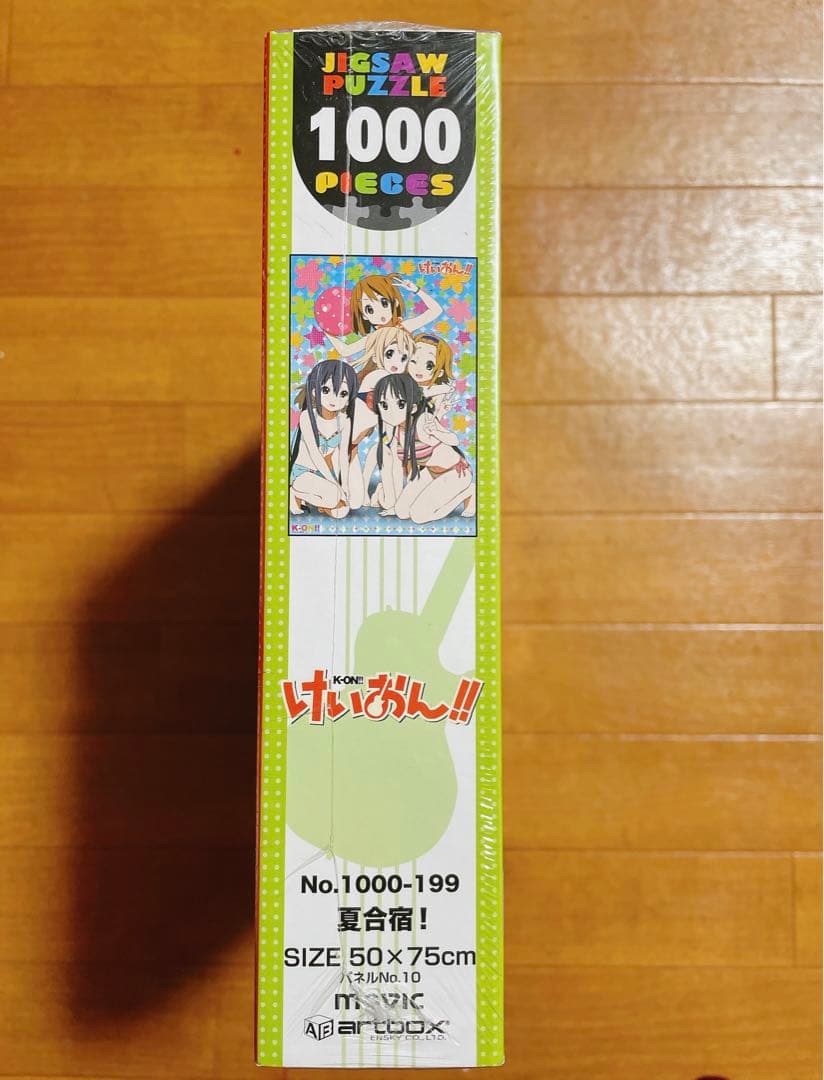 JIGSAW
PUZZLE
1000
PIECES
けいおん!!
K-ON!!
K-ON!!
けいおん!!
No.1000-199
夏合宿!
SIZE 50×75cm
パネルNo.10
movic
AB artbox®
ENSKY CO., LTD.